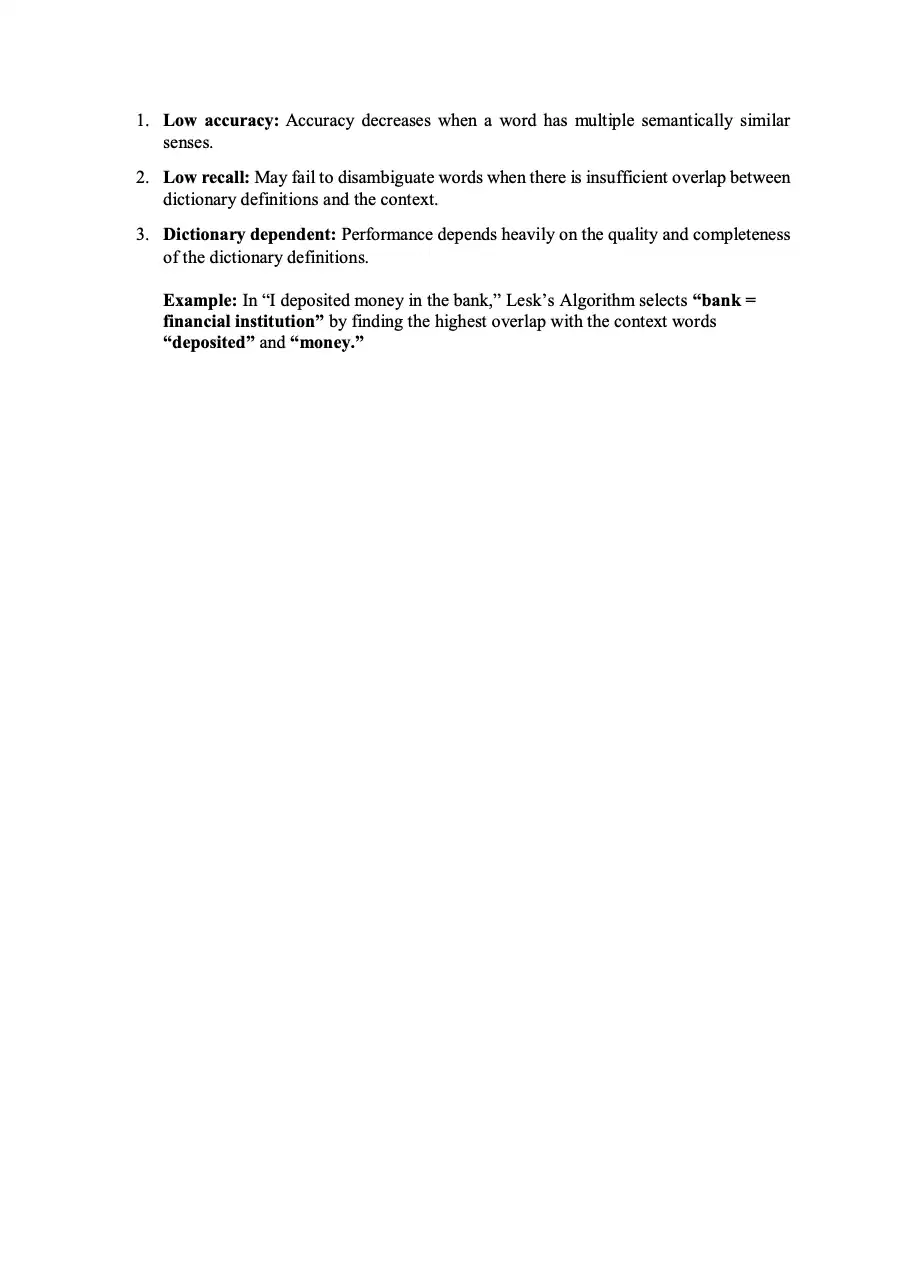 1. Low accuracy: Accuracy decreases when a word has multiple semantically similar
senses.
2. Low recall: May fail to disambiguate words when there is insufficient overlap between
dictionary definitions and the context.
3. Dictionary dependent: Performance depends heavily on the quality and completeness
of the dictionary definitions.
Example: In “I deposited money in the bank,” Lesk’s Algorithm selects “bank =
financial institution” by finding the highest overlap with the context words
“deposited” and “money.”